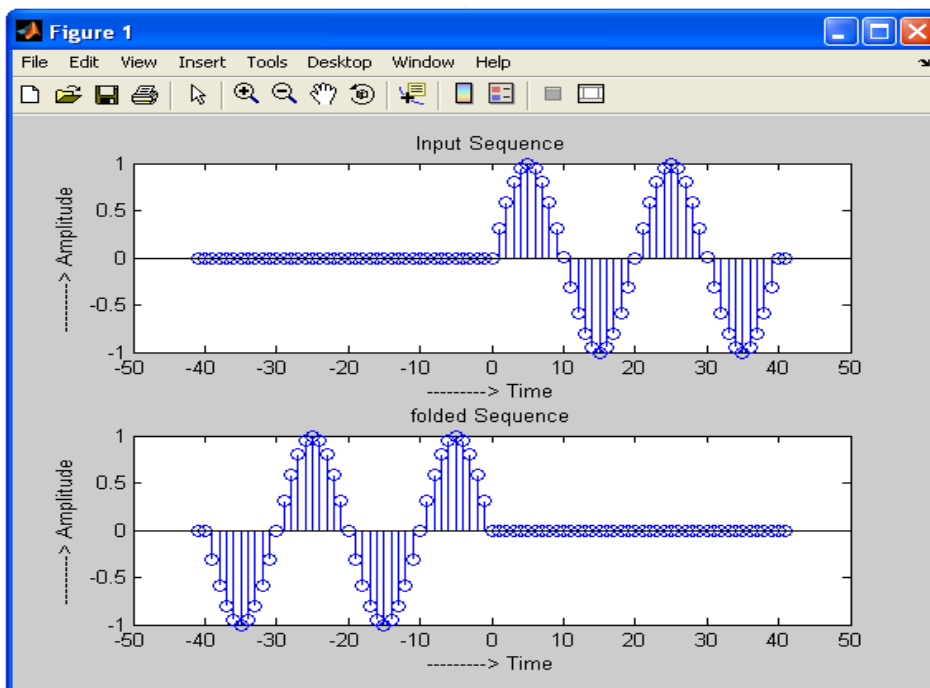 Figure 1
File Edit View Insert Tools Desktop Window Help
Input Sequence
-------> Amplitude
1
0.5
0
-0.5
-1
-50 -40 -30 -20 -10 0 10 20 30 40 50
---------> Time
folded Sequence
-------> Amplitude
1
0.5
0
-0.5
-1
-50 -40 -30 -20 -10 0 10 20 30 40 50
---------> Time